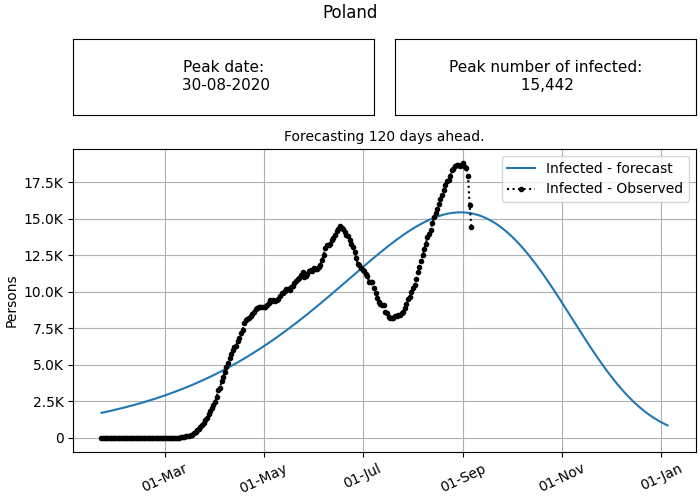 Poland
Peak date:
30-08-2020
Peak number of infected:
15,442
Forecasting 120 days ahead.
Infected - forecast
Infected - Observed
Persons
17.5K
15.0K
12.5K
10.0K
7.5K
5.0K
2.5K
0
01-Mar
01-May
01-Jul
01-Sep
01-Nov
01-Jan